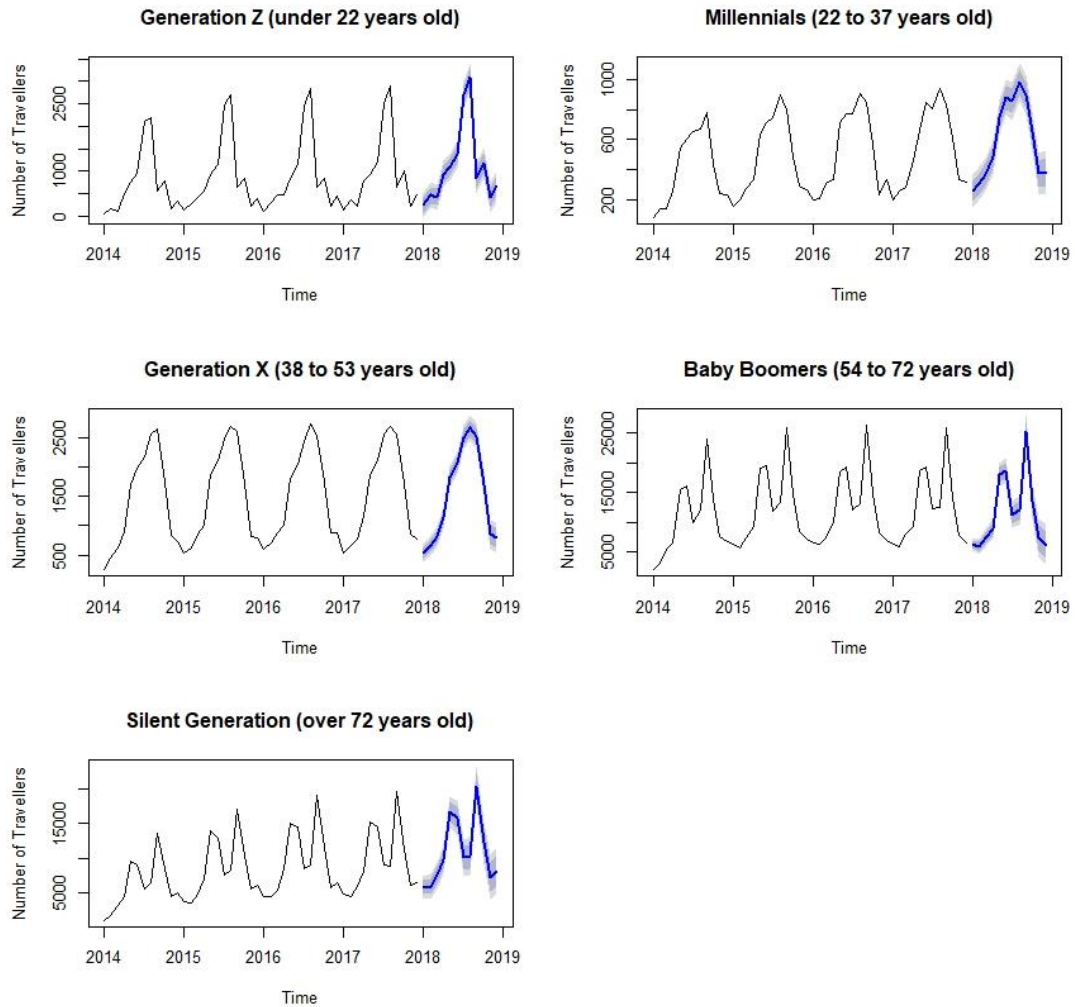 Generation Z (under 22 years old)
Number of Travellers
2500
1000
0
2014 2015 2016 2017 2018 2019
Time
Millennials (22 to 37 years old)
Number of Travellers
1000
600
200
2014 2015 2016 2017 2018 2019
Time
Generation X (38 to 53 years old)
Number of Travellers
2500
1500
500
2014 2015 2016 2017 2018 2019
Time
Baby Boomers (54 to 72 years old)
Number of Travellers
25000
15000
5000
2014 2015 2016 2017 2018 2019
Time
Silent Generation (over 72 years old)
Number of Travellers
15000
5000
2014 2015 2016 2017 2018 2019
Time